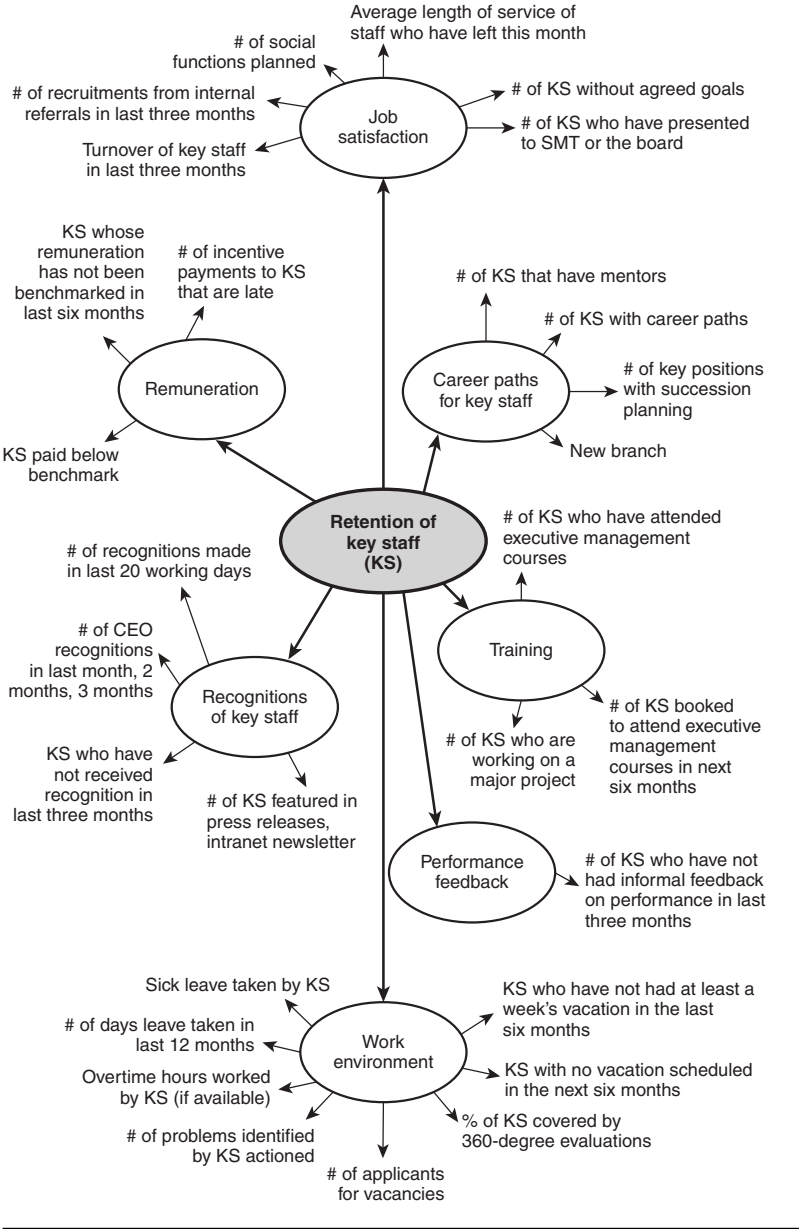 Average length of service of
staff who have left this month
# of social
functions planned
# of recruitments from internal
referrals in last three months
Turnover of key staff
in last three months
Job
satisfaction
# of KS without agreed goals
# of KS who have presented
to SMT or the board
KS whose
remuneration
has not been
benchmarked in
last six months
# of incentive
payments to KS
that are late
Remuneration
KS paid below
benchmark
# of KS that have mentors
# of KS with career paths
Career paths
for key staff
# of key positions
with succession
planning
New branch
Retention of
key staff
(KS)
# of recognitions made
in last 20 working days
# of CEO
recognitions
in last month, 2
months, 3 months
Recognitions
of key staff
KS who have
not received
recognition in
last three months
# of KS featured in
press releases,
intranet newsletter
# of KS who have attended
executive management
courses
Training
# of KS who are
working on a
major project
# of KS booked
to attend executive
management
courses in next
six months
Performance
feedback
# of KS who have not
had informal feedback
on performance in last
three months
Sick leave taken by KS
# of days leave taken in
last 12 months
Overtime hours worked
by KS (if available)
# of problems identified
by KS actioned
Work
environment
# of applicants
for vacancies
KS who have not had at least a
week's vacation in the last
six months
KS with no vacation scheduled
in the next six months
% of KS covered by
360-degree evaluations